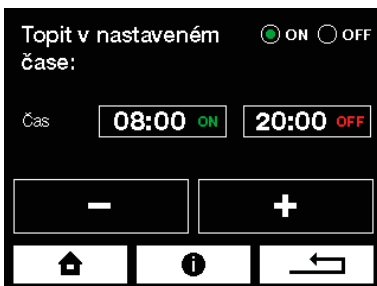 Topit v nastaveném ON OFF
čase:
Čas 08:00 ON 20:00 OFF
− +
i